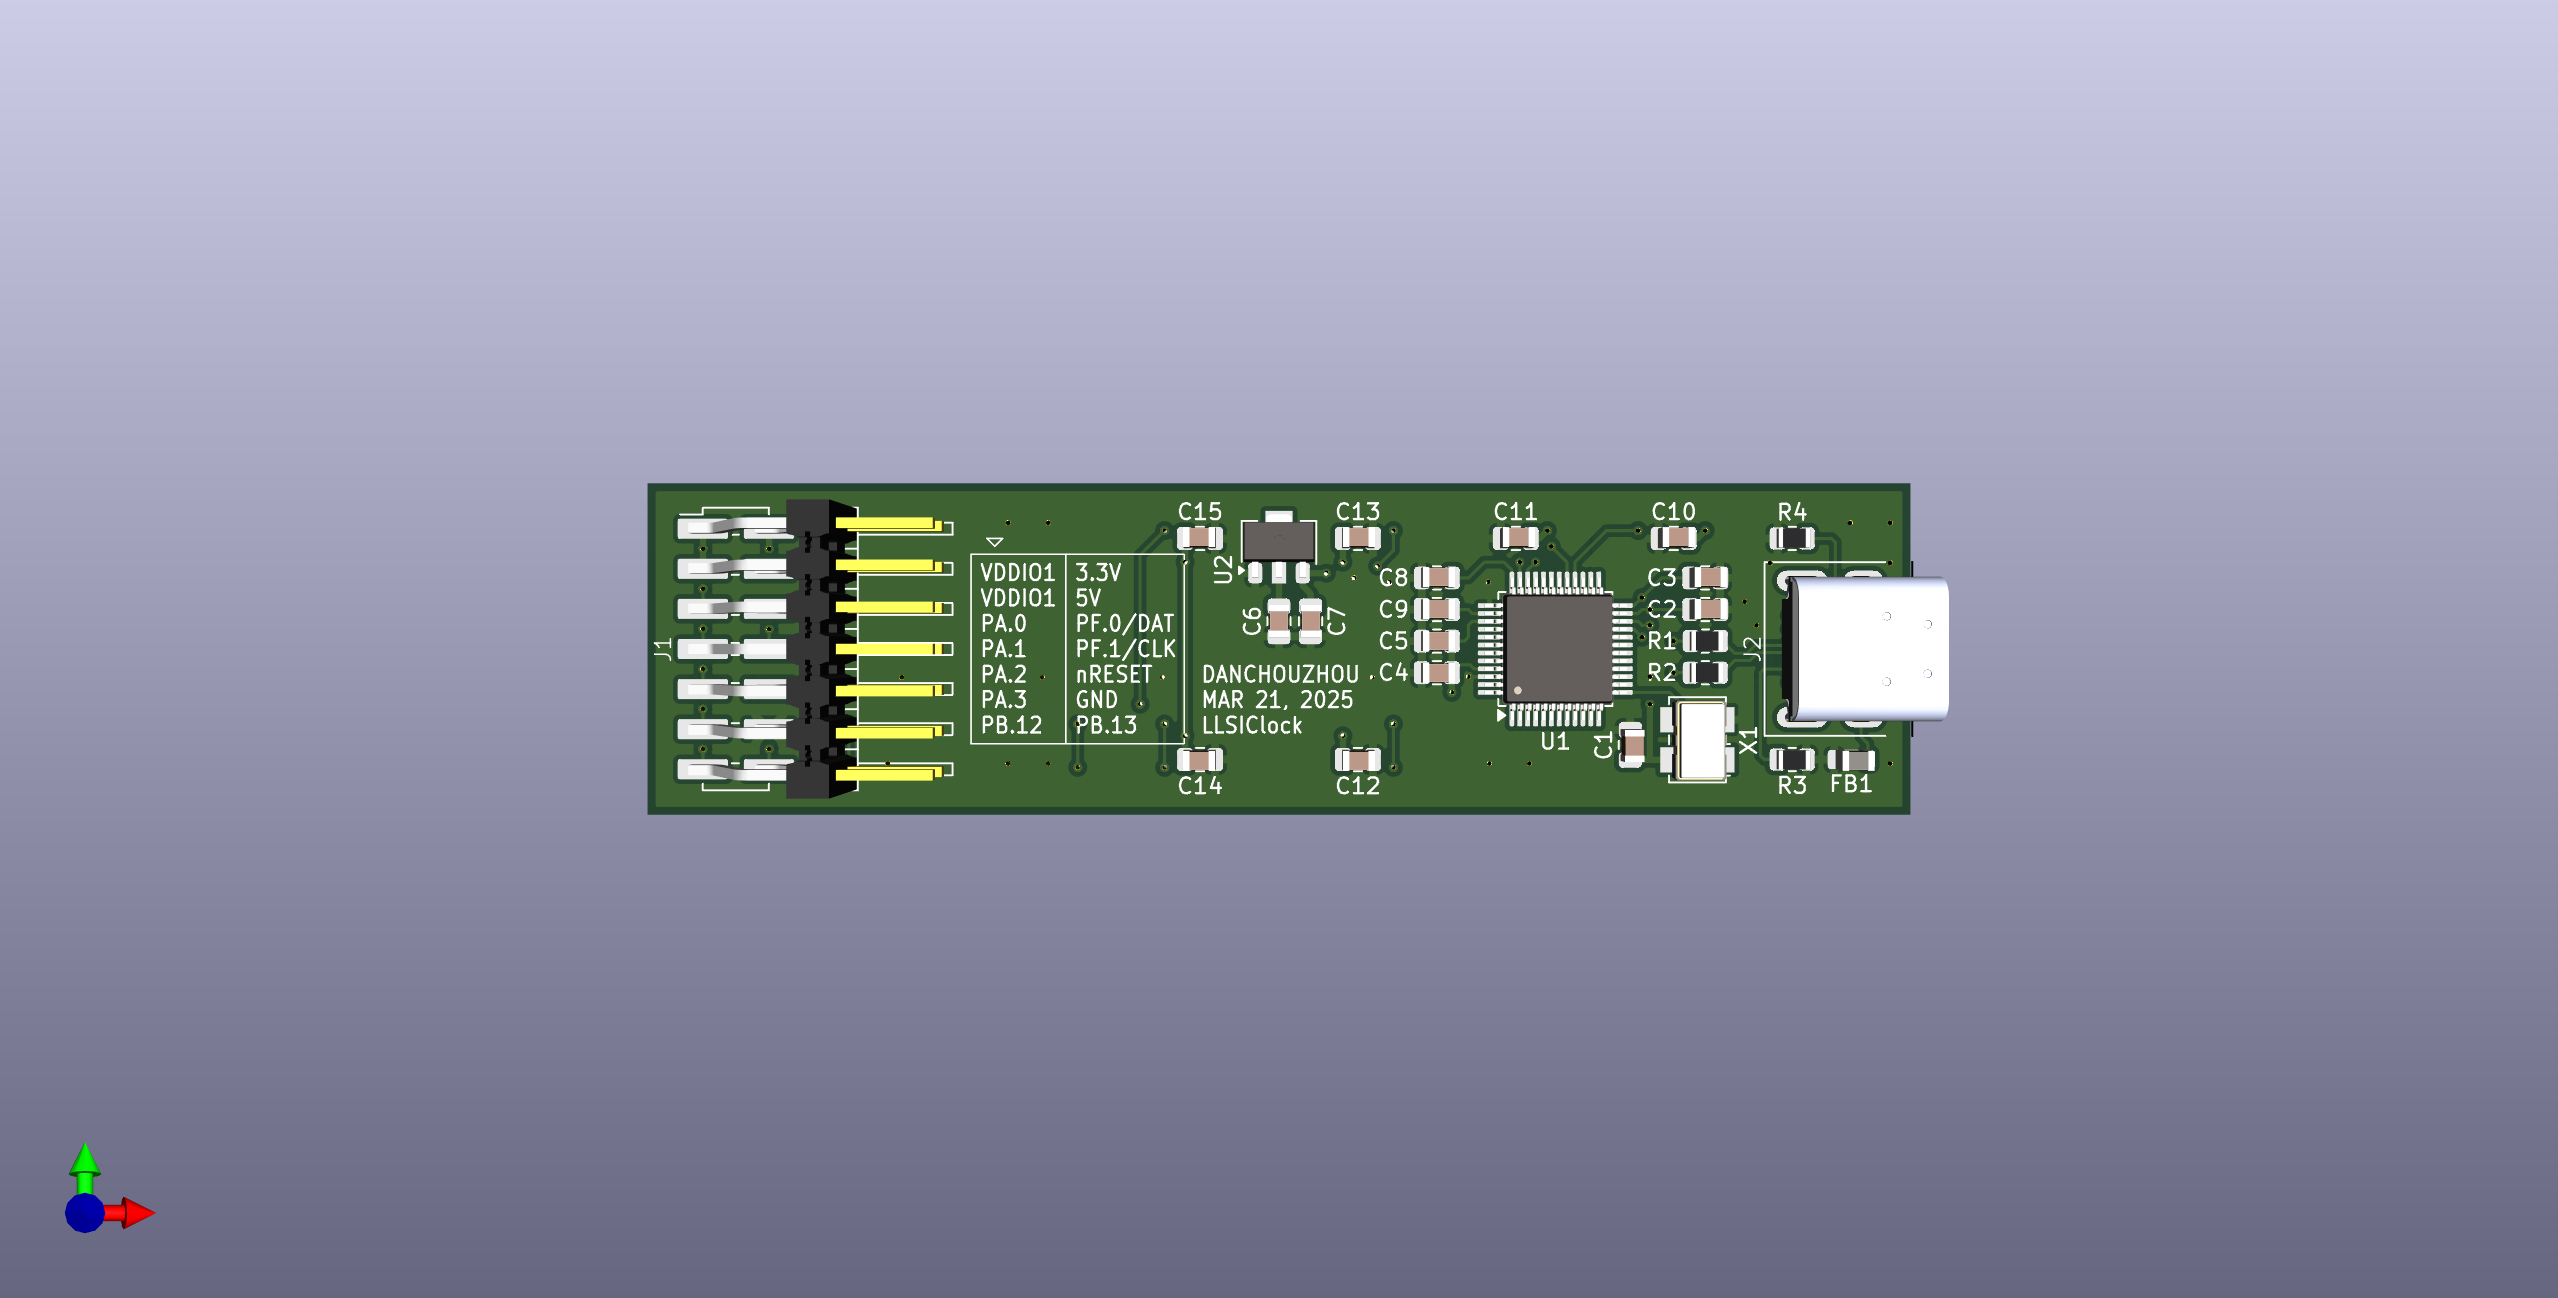 C15
C13
C11
C10
R4
U2
C8
C9
C5
C4
C6
C7
C3
C2
R1
R2
J1
J2
VDDIO1 3.3V
VDDIO1 5V
PA.0 PF.0/DAT
PA.1 PF.1/CLK
PA.2 nRESET
PA.3 GND
PB.12 PB.13
DANCHOUZHOU
MAR 21, 2025
LLSIClock
U1
C1
X1
C14
C12
R3
FB1